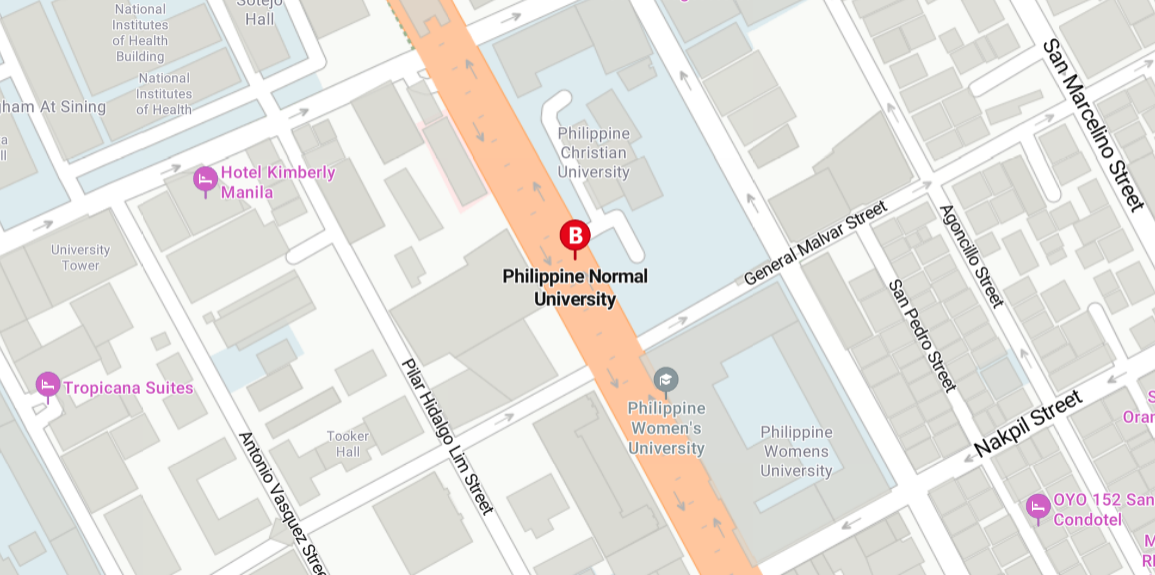 National
Institutes
of Health
Building
Sotejo
Hall
National
Institutes
of Health
gham At Sining
Hotel Kimberly
Manila
University
Tower
Tropicana Suites
Antonio Vasquez Stree
Tooker
Hall
Pilar Hidalgo Lim Street
Philippine
Christian
University
B
Philippine Normal
University
Philippine
Women's
University
Philippine
Womens
University
General Malvar Street
San Pedro Street
Agoncillo Street
San Marcelino Street
Nakpil Street
OYO 152 San
Condotel